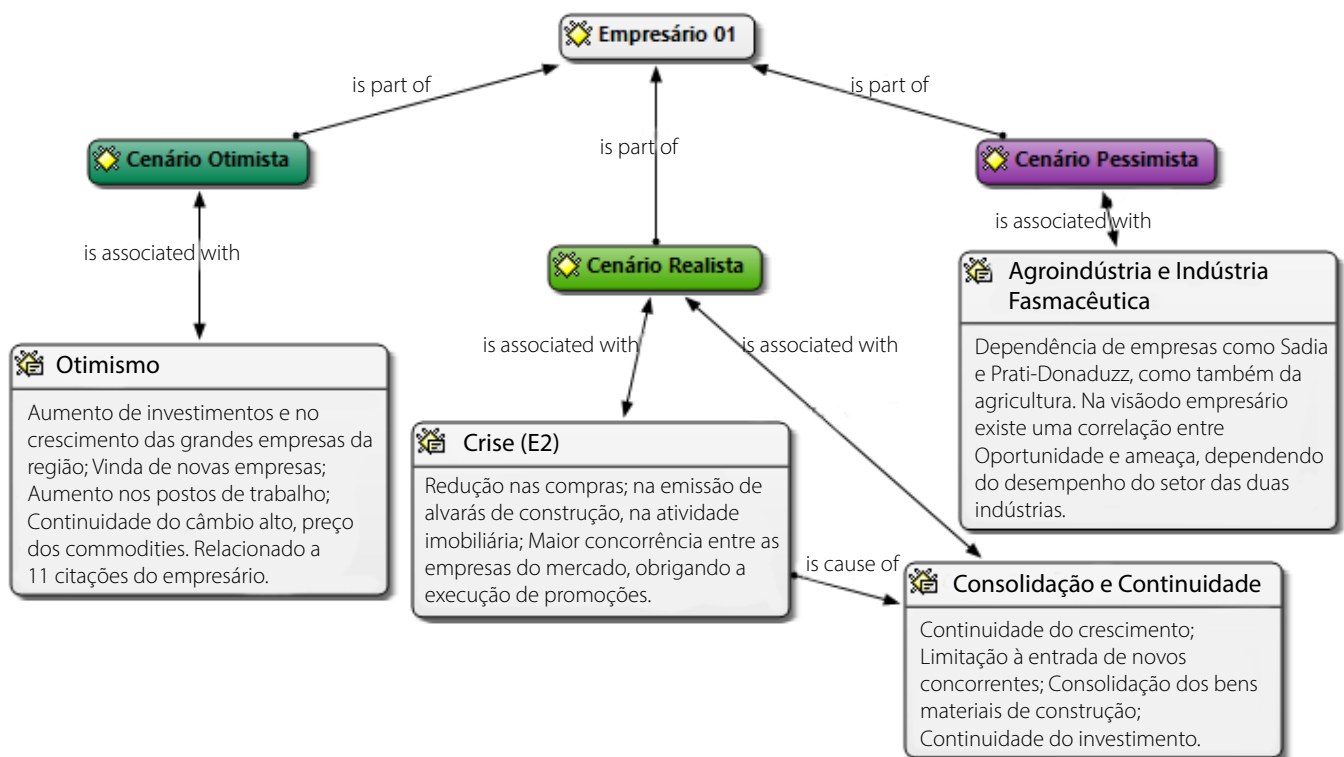 Empresário 01
is part of
is part of
is part of
Cenário Otimista
Cenário Pessimista
is associated with
is associated with
Cenário Realista
Agroindústria e Indústria
Fasmacêutica
Dependência de empresas como Sadia
e Prati-Donaduzz, como também da
agricultura. Na visãodo empresário
existe uma correlação entre
Oportunidade e ameaça, dependendo
do desempenho do setor das duas
indústrias.
is associated with
is associated with
Otimismo
Aumento de investimentos e no
crescimento das grandes empresas da
região; Vinda de novas empresas;
Aumento nos postos de trabalho;
Continuidade do câmbio alto, preço
dos commodities. Relacionado a
11 citações do empresário.
Crise (E2)
Redução nas compras; na emissão de
alvarás de construção, na atividade
imobiliária; Maior concorrência entre as
empresas do mercado, obrigando a
execução de promoções.
is cause of
Consolidação e Continuidade
Continuidade do crescimento;
Limitação à entrada de novos
concorrentes; Consolidação dos bens
materiais de construção;
Continuidade do investimento.